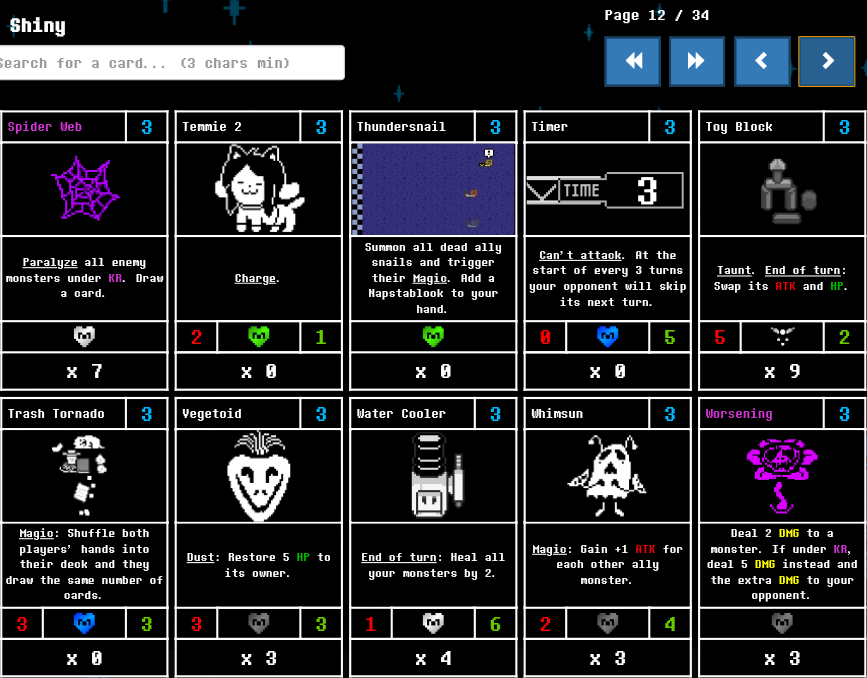 Shiny
Page 12 / 34
Search for a card... (3 chars min)
Spider Web 3
Paralyze all enemy
monsters under KR. Draw
a card.
x 7
Temmie 2 3
Charge.
2 1
x 0
Thundersnail 3
Summon all dead ally
snails and trigger
their Magic. Add a
Napstablook to your
hand.
x 0
Timer 3
TIME 3
Can't attack. At the
start of every 3 turns
your opponent will skip
its next turn.
0 5
x 0
Toy Block 3
Taunt. End of turn:
Swap its ATK and HP.
5 2
x 9
Trash Tornado 3
Magic: Shuffle both
players' hands into
their deck and they
draw the same number of
cards.
3 3
x 0
Vegetoid 3
Dust: Restore 5 HP to
its owner.
3 3
x 3
Water Cooler 3
End of turn: Heal all
your monsters by 2.
1 6
x 4
Whimsun 3
Magic: Gain +1 ATK for
each other ally
monster.
2 4
x 3
Worsening 3
Deal 2 DMG to a
monster. If under KR,
deal 5 DMG instead and
the extra DMG to your
opponent.
x 3